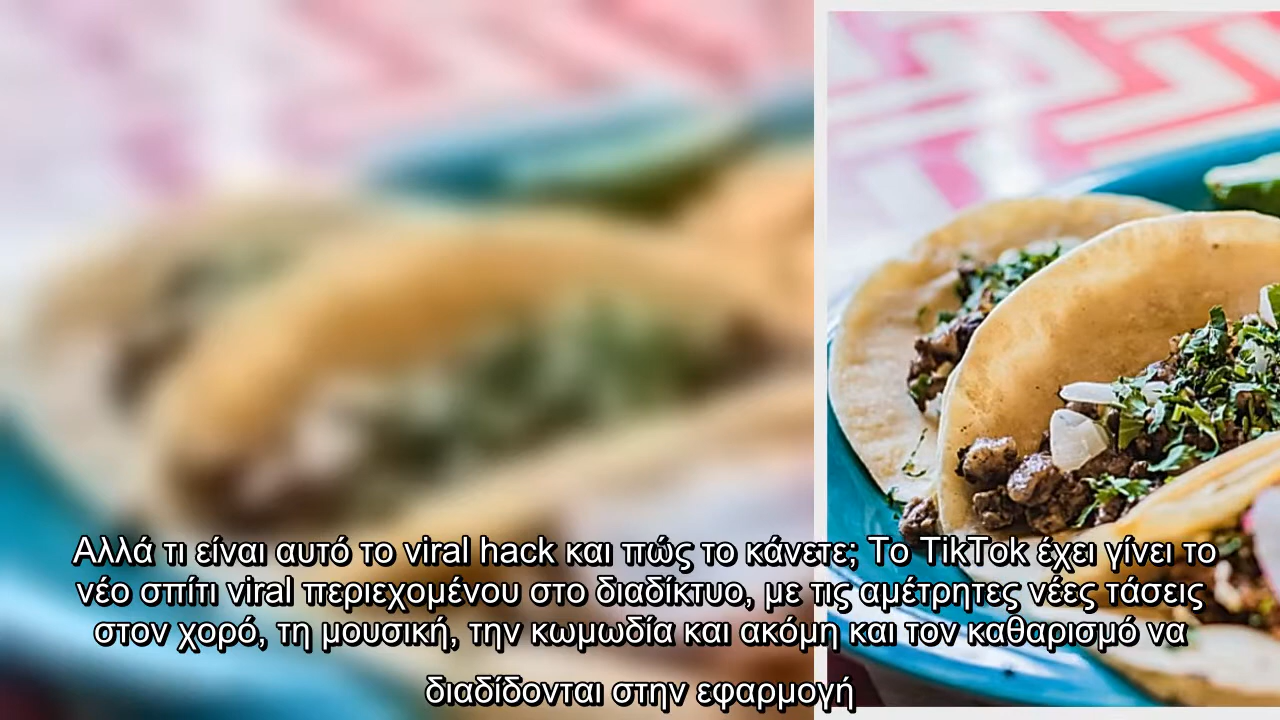 Αλλά τι είναι αυτό το viral hack και πώς το κάνετε; Το TikTok έχει γίνει το
νέο σπίτι viral περιεχομένου στο διαδίκτυο, με τις αμέτρητες νέες τάσεις
στον χορό, τη μουσική, την κωμωδία και ακόμη και τον καθαρισμό να
διαδίδονται στην εφαρμογή